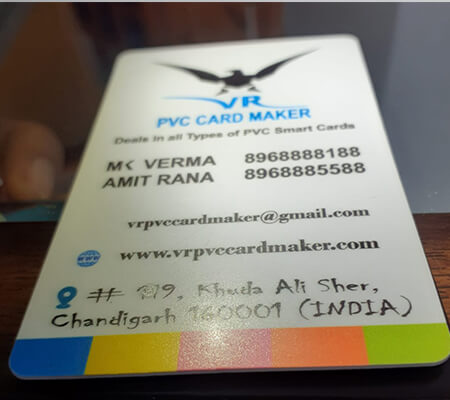 VR
PVC CARD MAKER
Deals in all Types of PVC Smart Cards
MK VERMA 8968888188
AMIT RANA 8968885588
vrpvccardmaker@gmail.com
www
www.vrpvccardmaker.com
# Khuda Ali Sher,
Chandigarh 160001 (INDIA)